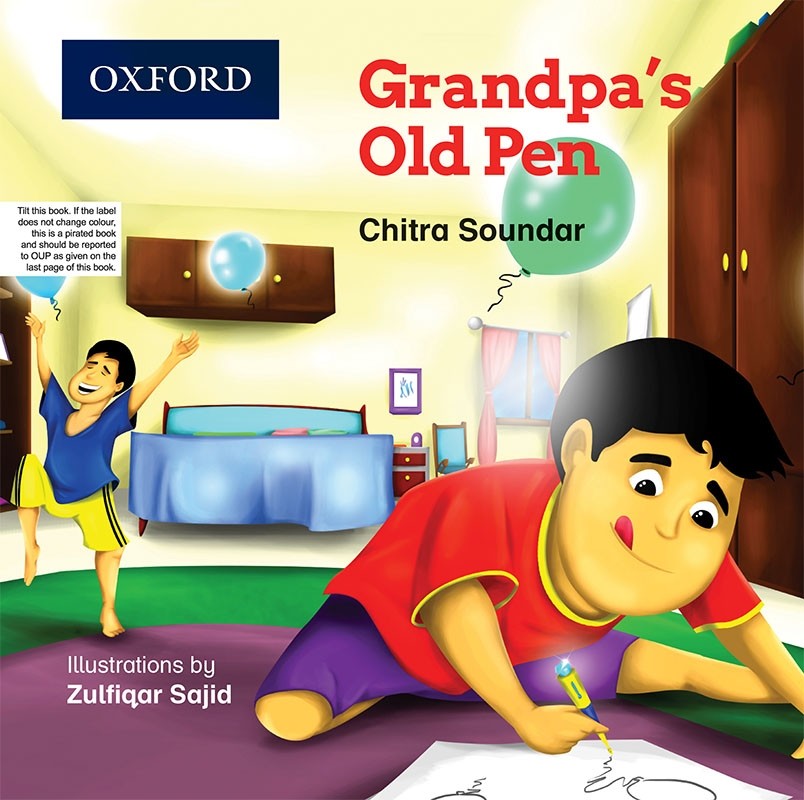 OXFORD
Grandpa's
Old Pen
Chitra Soundar
Tilt this book. If the label
does not change colour,
this is a pirated book
and should be reported
to OUP as given on the
last page of this book.
Illustrations by
Zulfiqar Sajid